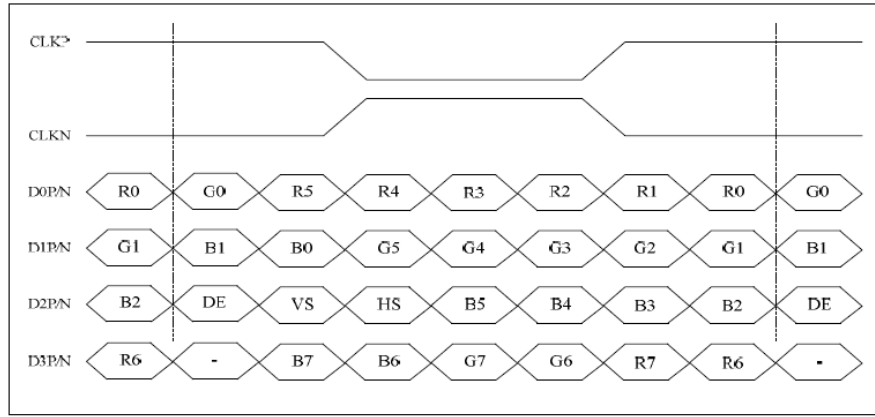 CLKP
CLKN
D0P/N R0 G0 R5 R4 R3 R2 R1 R0 G0
D1P/N G1 B1 B0 G5 G4 G3 G2 G1 B1
D2P/N B2 DE VS HS B5 B4 B3 B2 DE
D3P/N R6 - B7 B6 G7 G6 R7 R6 -